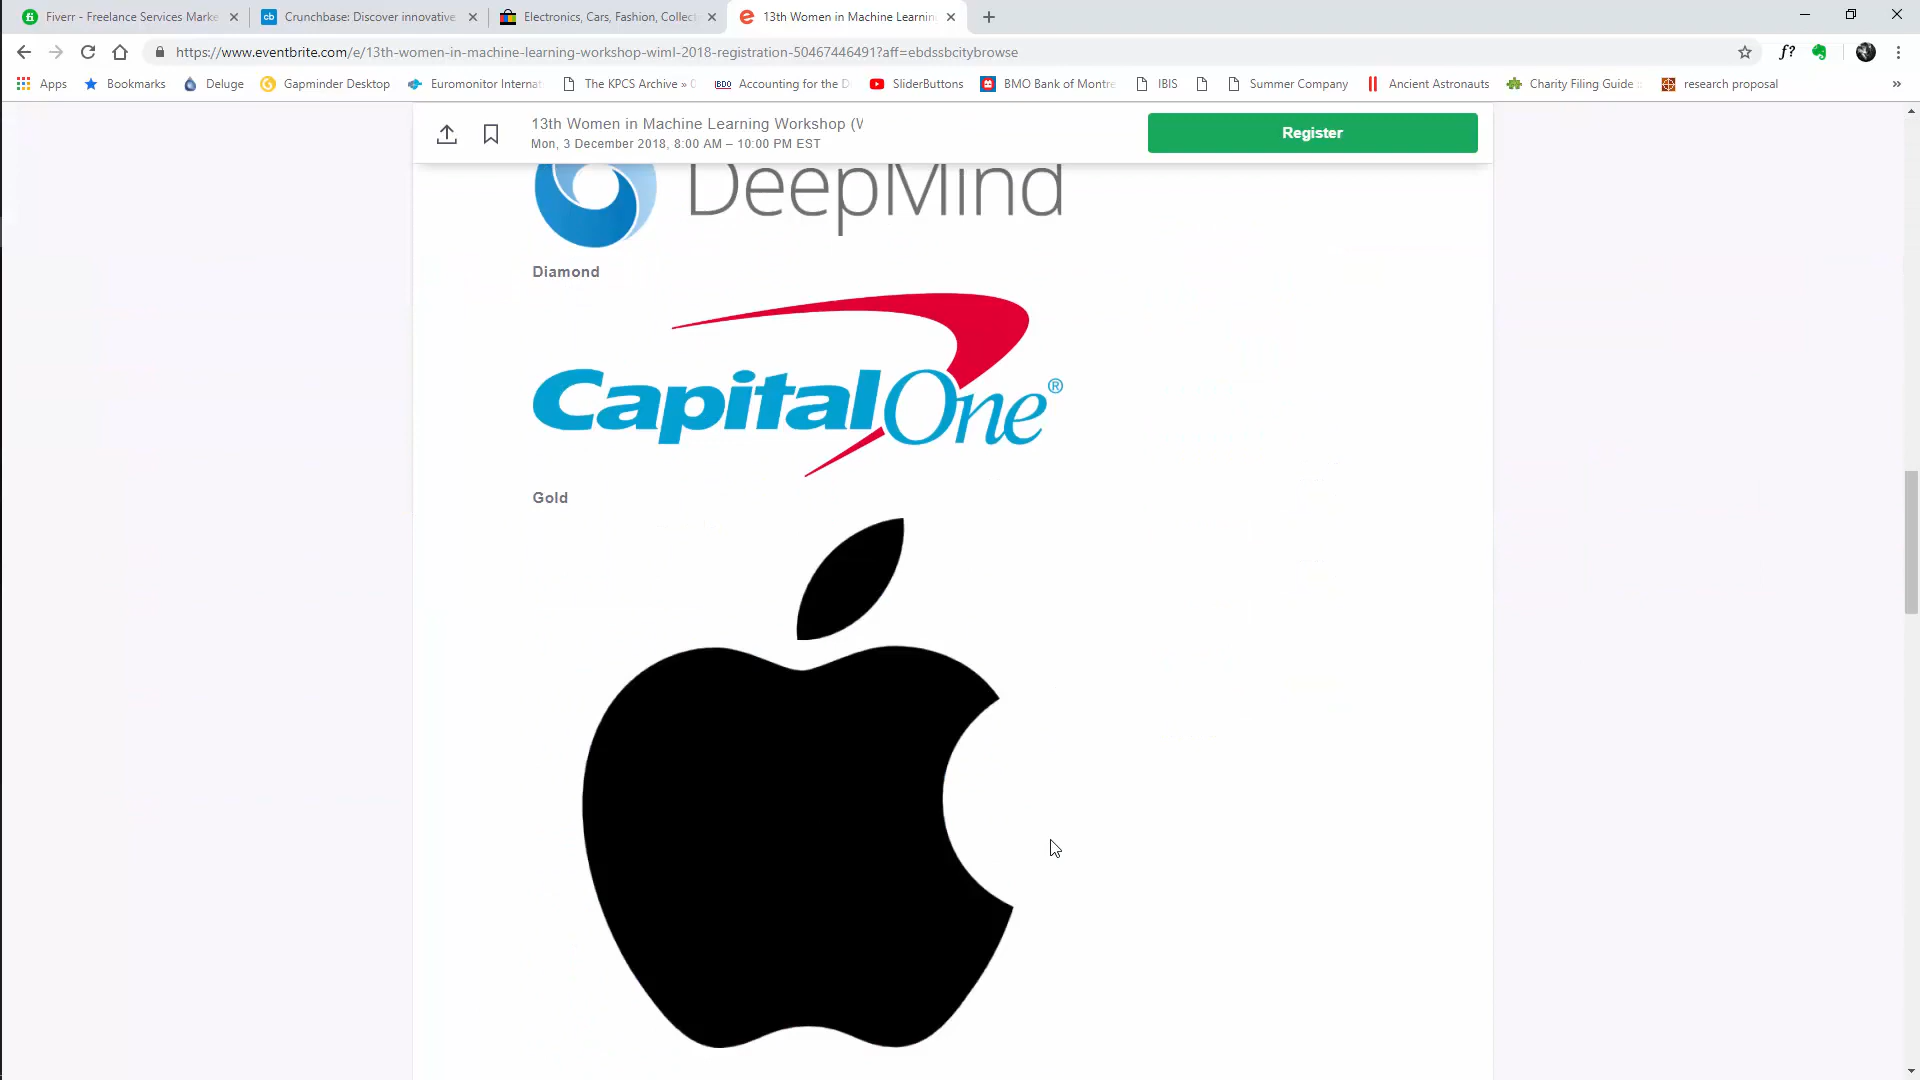 Fiverr - Freelance Services Marke
Crunchbase: Discover innovative
Electronics, Cars, Fashion, Collect
13th Women in Machine Learning
https://www.eventbrite.com/e/13th-women-in-machine-learning-workshop-wiml-2018-registration-50467446491?aff=ebdssbcitybrowse
f?
Apps
Bookmarks
Deluge
Gapminder Desktop
Euromonitor Internat
The KPCS Archive » 0
IBDO
Accounting for the D
SliderButtons
BMO Bank of Montre
IBIS
Summer Company
Ancient Astronauts
Charity Filing Guide ::
research proposal
»
13th Women in Machine Learning Workshop (W
Mon, 3 December 2018, 8:00 AM – 10:00 PM EST
Register
DeepMind
Diamond
CapitalOne®
Gold